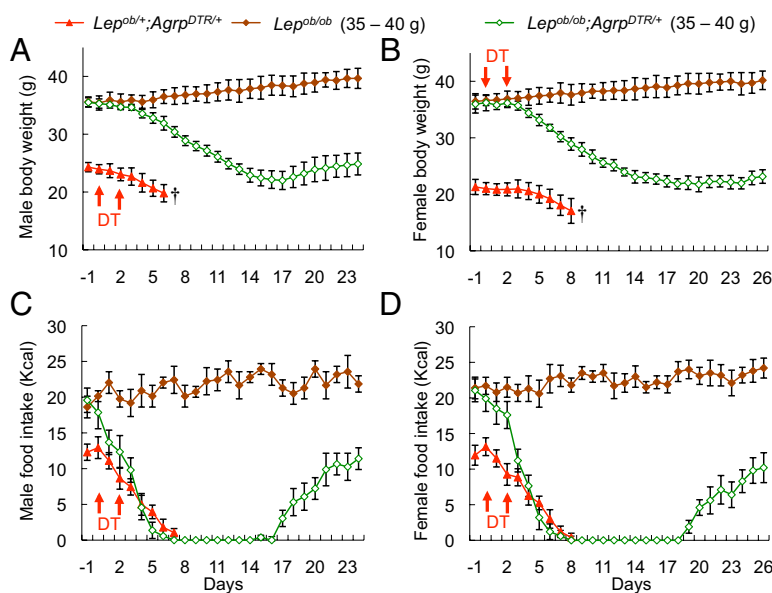 Lep^ob/+;Agrp^DTR/+ Lep^ob/ob (35 – 40 g) Lep^ob/ob;Agrp^DTR/+ (35 – 40 g)
A
Male body weight (g)
50
40
30
20
10
DT
†
-1 2 5 8 11 14 17 20 23
B
Female body weight (g)
50
40
30
20
10
DT
†
-1 2 5 8 11 14 17 20 23 26
C
Male food intake (Kcal)
30
25
20
15
10
5
0
DT
-1 2 5 8 11 14 17 20 23
Days
D
Female food intake (Kcal)
30
25
20
15
10
5
0
DT
-1 2 5 8 11 14 17 20 23 26
Days